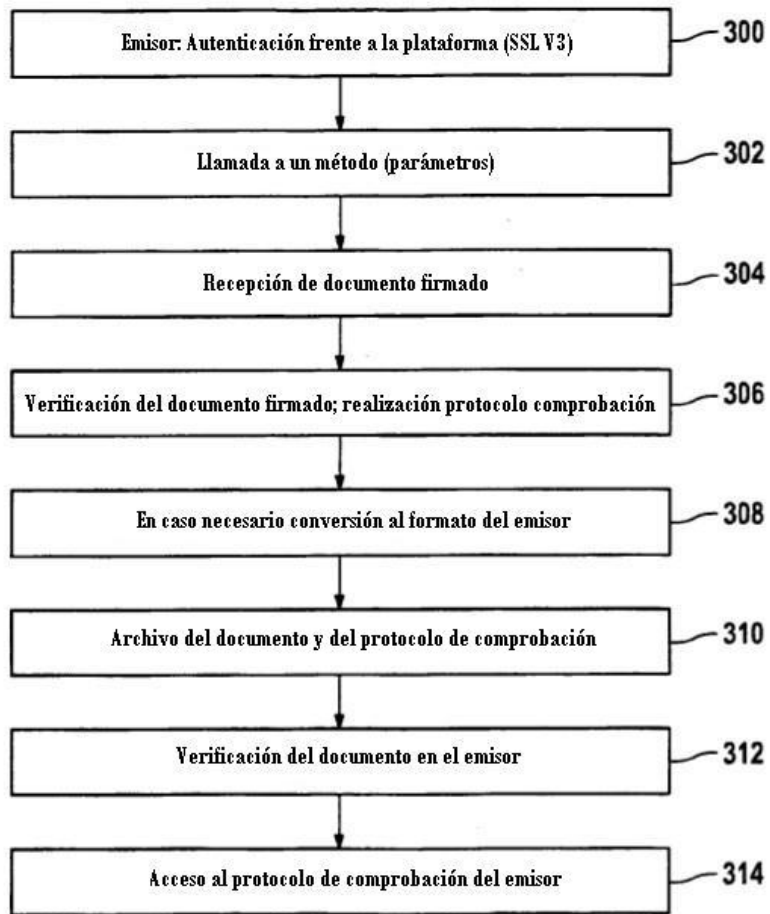 Emisor: Autenticación frente a la plataforma (SSL V3)
300
Llamada a un método (parámetros)
302
Recepción de documento firmado
304
Verificación del documento firmado; realización protocolo comprobación
306
En caso necesario conversión al formato del emisor
308
Archivo del documento y del protocolo de comprobación
310
Verificación del documento en el emisor
312
Acceso al protocolo de comprobación del emisor
314